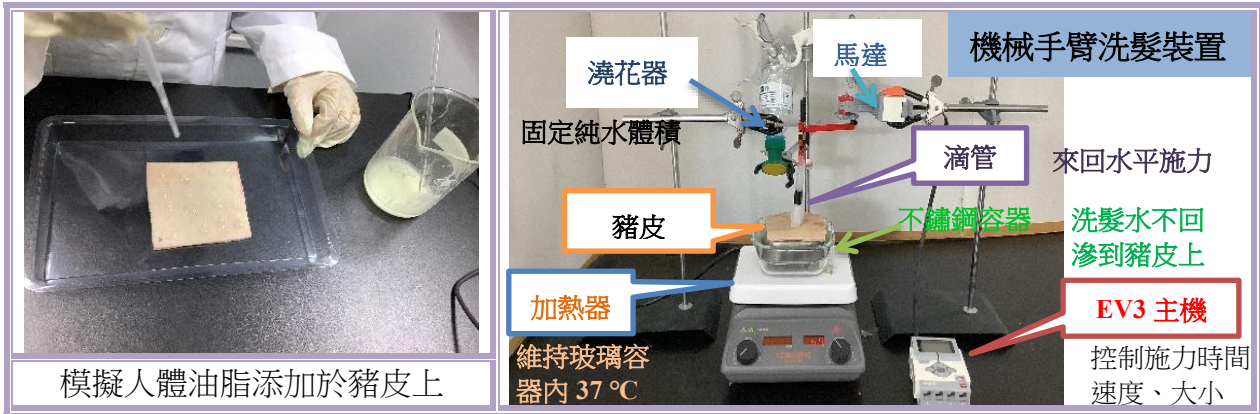 模擬人體油脂添加於豬皮上
機械手臂洗髮裝置
澆花器
馬達
固定純水體積
滴管
來回水平施力
豬皮
不鏽鋼容器
洗髮水不回
滲到豬皮上
加熱器
EV3 主機
維持玻璃容
器內 37 ℃
控制施力時間
速度、大小